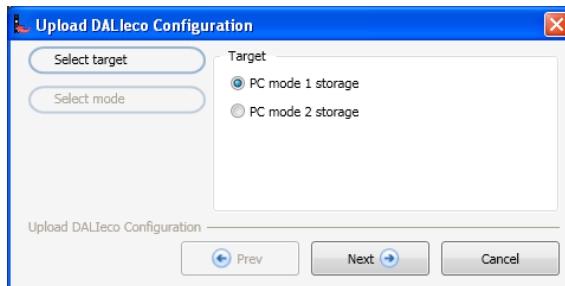 Upload DALIeco Configuration
Select target
Select mode
Target
PC mode 1 storage
PC mode 2 storage
Upload DALIeco Configuration
Prev
Next
Cancel